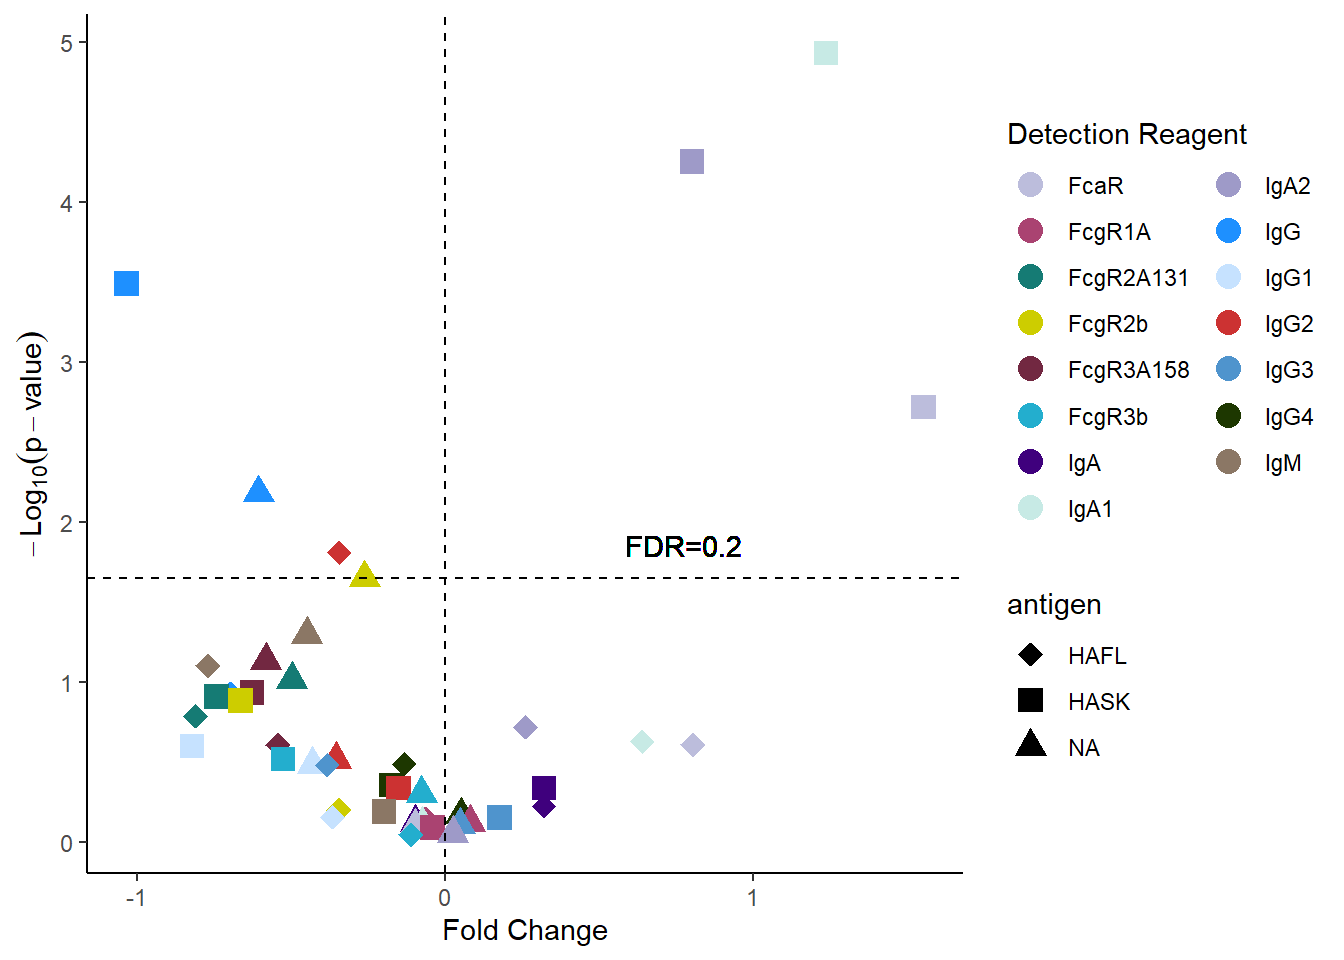 5
4
3
2
1
0
−Log10(p−value)
FDR=0.2
-1
0
1
Fold Change
Detection Reagent
FcaR
FcgR1A
FcgR2A131
FcgR2b
FcgR3A158
FcgR3b
IgA
IgA1
IgA2
IgG
IgG1
IgG2
IgG3
IgG4
IgM
antigen
HAFL
HASK
NA